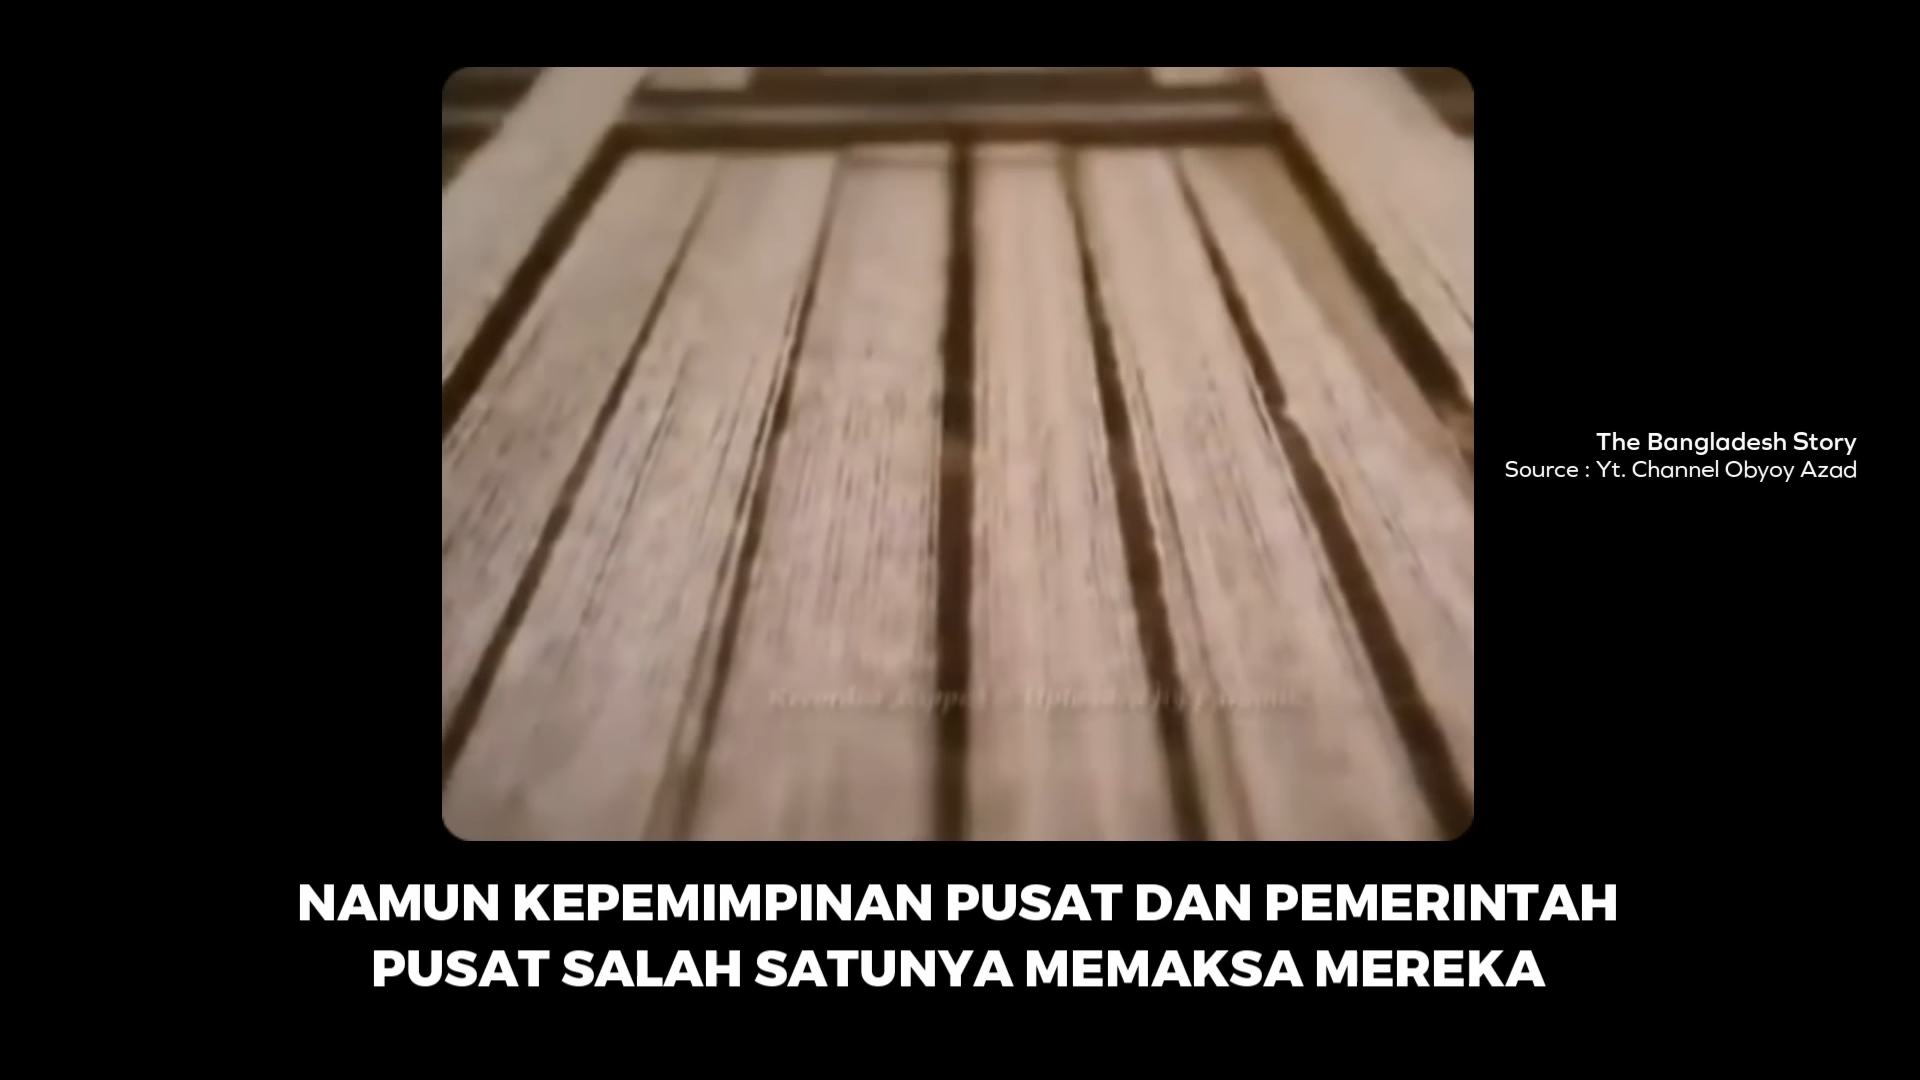 The Bangladesh Story
Source : Yt. Channel Obyoy Azad
NAMUN KEPEMIMPINAN PUSAT DAN PEMERINTAH
PUSAT SALAH SATUNYA MEMAKSA MEREKA